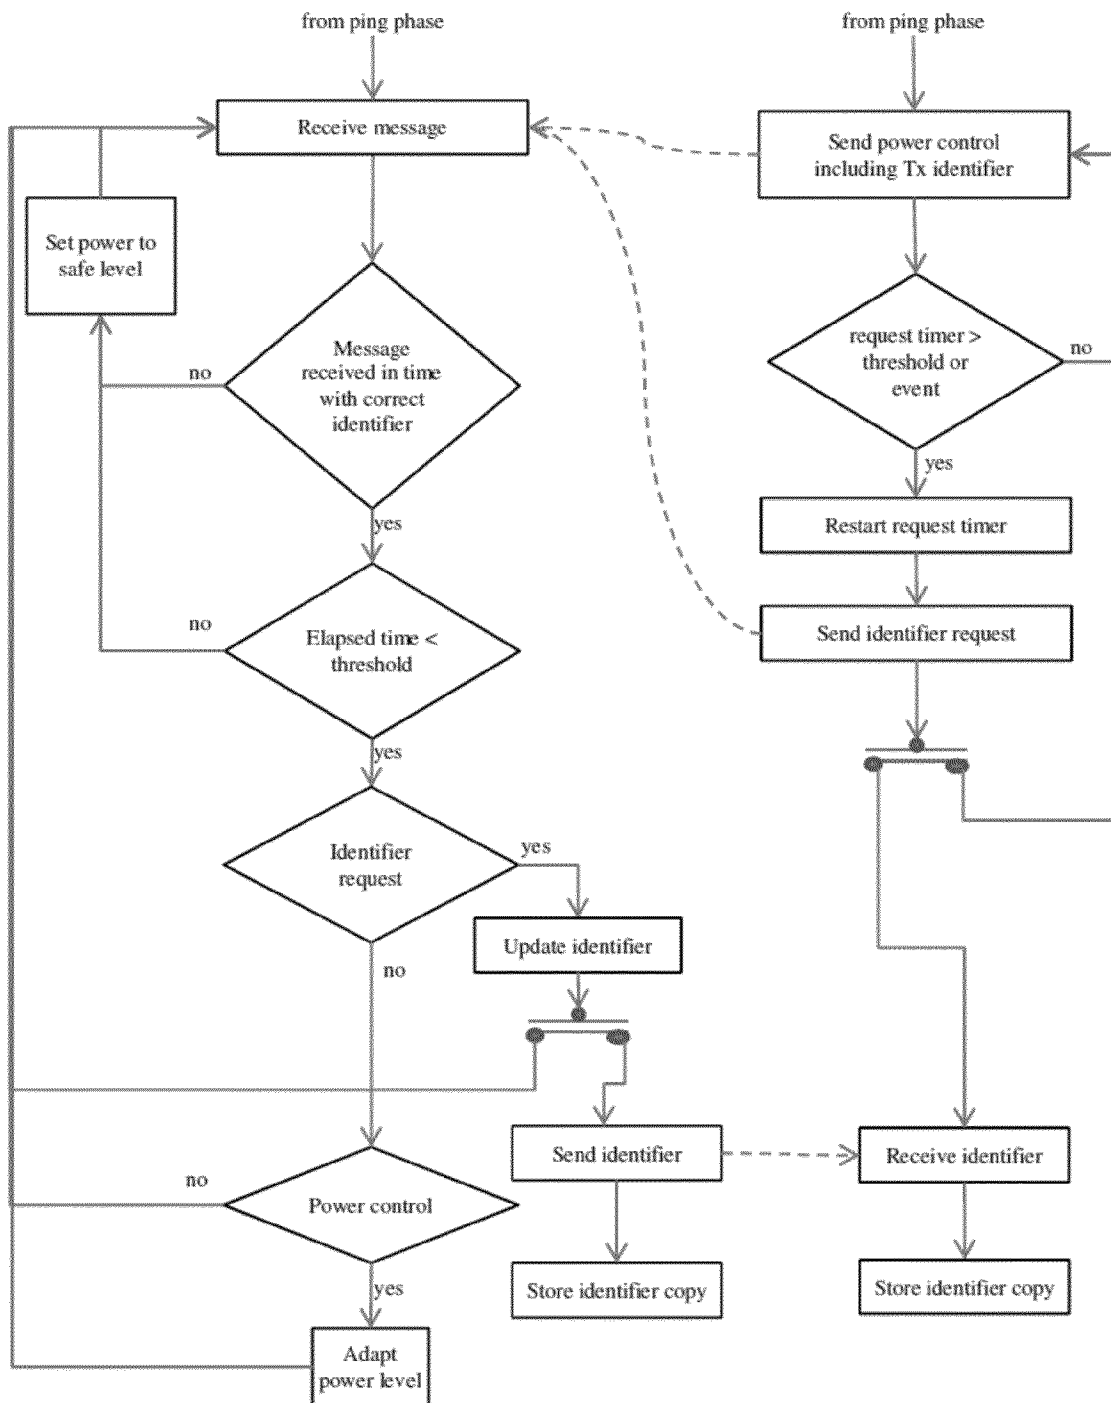 from ping phase
Receive message
Set power to
safe level
Message
received in time
with correct
identifier
no
yes
Elapsed time <
threshold
no
yes
Identifier
request
yes
Update identifier
no
Send identifier
Store identifier copy
Power control
no
yes
Adapt
power level
from ping phase
Send power control
including Tx identifier
request timer >
threshold or
event
no
yes
Restart request timer
Send identifier request
Receive identifier
Store identifier copy